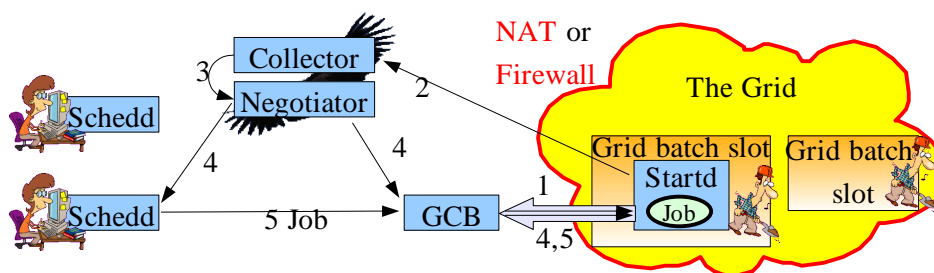 NAT or
Firewall
Collector
3
Negotiator
2
The Grid
Schedd
4
4
Grid batch slot
Startd
Job
Grid batch
slot
1
Schedd
5 Job
GCB
4,5